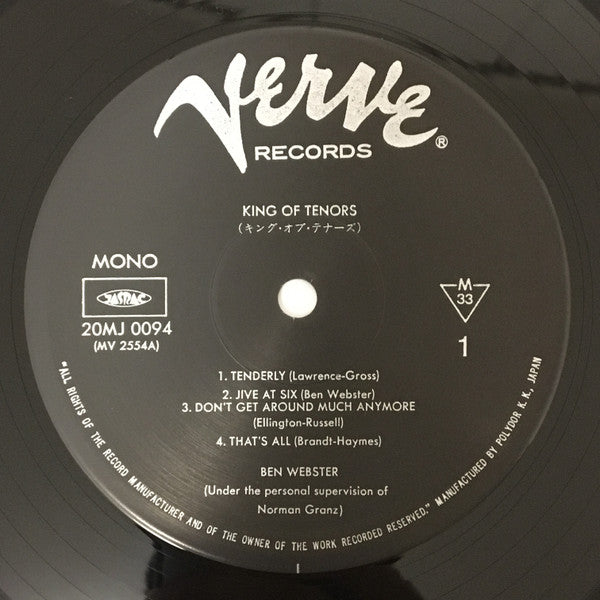 VERVE®
RECORDS
KING OF TENORS
(キング・オブ・テナーズ)
MONO
JASRAC
20MJ 0094
(MV 2554A)
M
33
1
1. TENDERLY (Lawrence-Gross)
2. JIVE AT SIX (Ben Webster)
3. DON'T GET AROUND MUCH ANYMORE
(Ellington-Russell)
4. THAT'S ALL (Brandt-Haymes)
BEN WEBSTER
(Under the personal supervision of
Norman Granz)
"ALL RIGHTS OF THE RECORD MANUFACTURER AND OF THE OWNER OF THE WORK RECORDED RESERVED." MANUFACTURED BY POLYDOR K. K., JAPAN